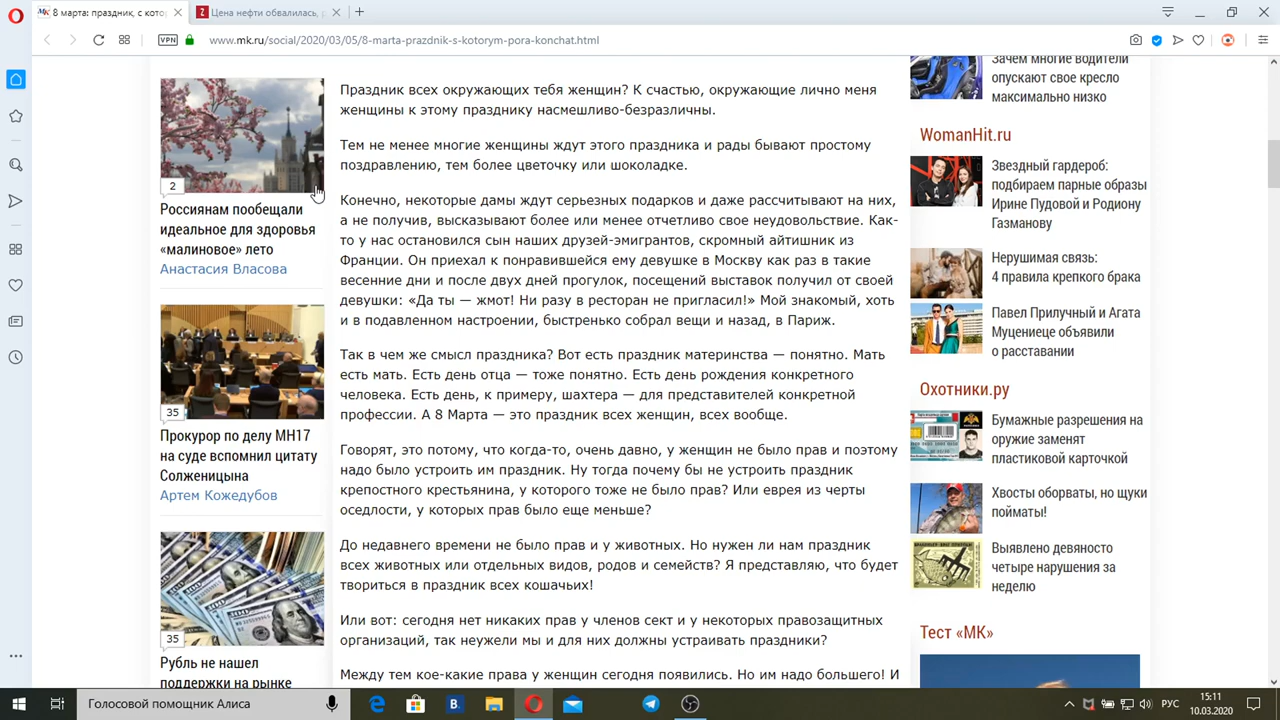 8 марта: праздник, с кото
Цена нефти обвалилась,
VPN
www.mk.ru/social/2020/03/05/8-marta-prazdnik-s-kotorym-pora-konchat.html
2
Россиянам пообещали
идеальное для здоровья
«малиновое» лето
Анастасия Власова
35
Прокурор по делу MH17
на суде вспомнил цитату
Солженицына
Артем Кожедубов
35
Рубль не нашел
поддержки на рынке
Праздник всех окружающих тебя женщин? К счастью, окружающие лично меня
женщины к этому празднику насмешливо-безразличны.
Тем не менее многие женщины ждут этого праздника и рады бывают простому
поздравлению, тем более цветочку или шоколадке.
Конечно, некоторые дамы ждут серьезных подарков и даже рассчитывают на них,
а не получив, высказывают более или менее отчетливо свое неудовольствие. Как-
то у нас остановился сын наших друзей-эмигрантов, скромный айтишник из
Франции. Он приехал к понравившейся ему девушке в Москву как раз в такие
весенние дни и после двух дней прогулок, посещений выставок получил от своей
девушки: «Да ты — жмот! Ни разу в ресторан не пригласил!» Мой знакомый, хоть
и в подавленном настроении, быстренько собрал вещи и назад, в Париж.
Так в чем же смысл праздника? Вот есть праздник материнства — понятно. Мать
есть мать. Есть день отца — тоже понятно. Есть день рождения конкретного
человека. Есть день, к примеру, шахтера — для представителей конкретной
профессии. А 8 Марта — это праздник всех женщин, всех вообще.
Говорят, это потому, что когда-то, очень давно, у женщин не было прав и поэтому
надо было устроить им праздник. Ну тогда почему бы не устроить праздник
крепостного крестьянина, у которого тоже не было прав? Или еврея из черты
оседлости, у которых прав было еще меньше?
До недавнего времени не было прав и у животных. Но нужен ли нам праздник
всех животных или отдельных видов, родов и семейств? Я представляю, что будет
твориться в праздник всех кошачьих!
Или вот: сегодня нет никаких прав у членов сект и у некоторых правозащитных
организаций, так неужели мы и для них должны устраивать праздники?
Между тем кое-какие права у женщин сегодня появились. Но им надо большего! И
Зачем многие водители
опускают свое кресло
максимально низко
WomanHit.ru
Звездный гардероб:
подбираем парные образы
Ирине Пудовой и Родиону
Газманову
Нерушимая связь:
4 правила крепкого брака
Павел Прилучный и Агата
Муцениеце объявили
о расставании
Охотники.ру
Бумажные разрешения на
оружие заменят
пластиковой карточкой
Хвосты оборваты, но щуки
пойматы!
Выявлено девяносто
четыре нарушения за
неделю
Тест «МК»
Голосовой помощник Алиса
РУС
15:11
10.03.2020